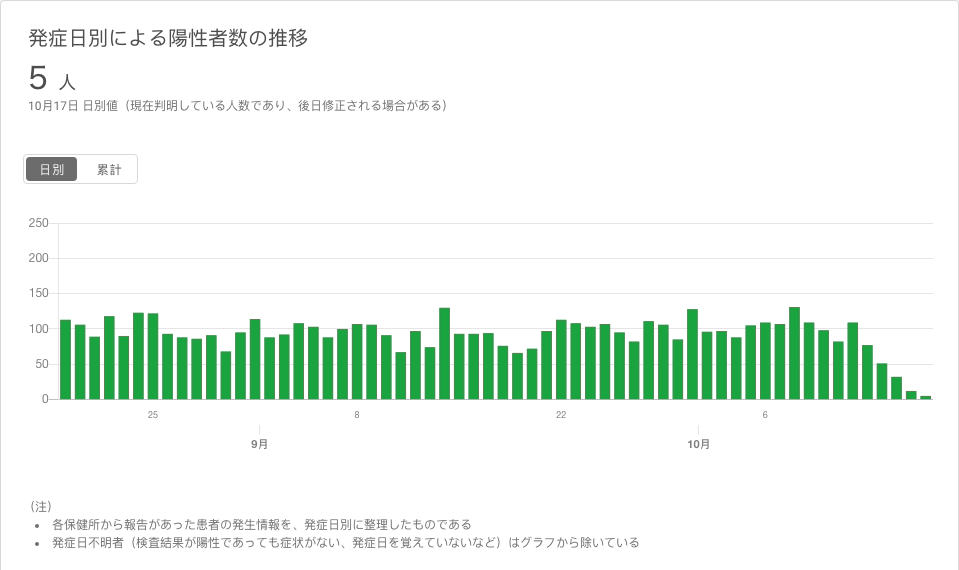 発症日別による陽性者数の推移
5 人
10月17日 日別値（現在判明している人数であり、後日修正される場合がある）
日別 累計
250
200
150
100
50
0
25 8 22 6
9月 10月
（注）
• 各保健所から報告があった患者の発生情報を、発症日別に整理したものである
• 発症日不明者（検査結果が陽性であっても症状がない、発症日を覚えていないなど）はグラフから除いている